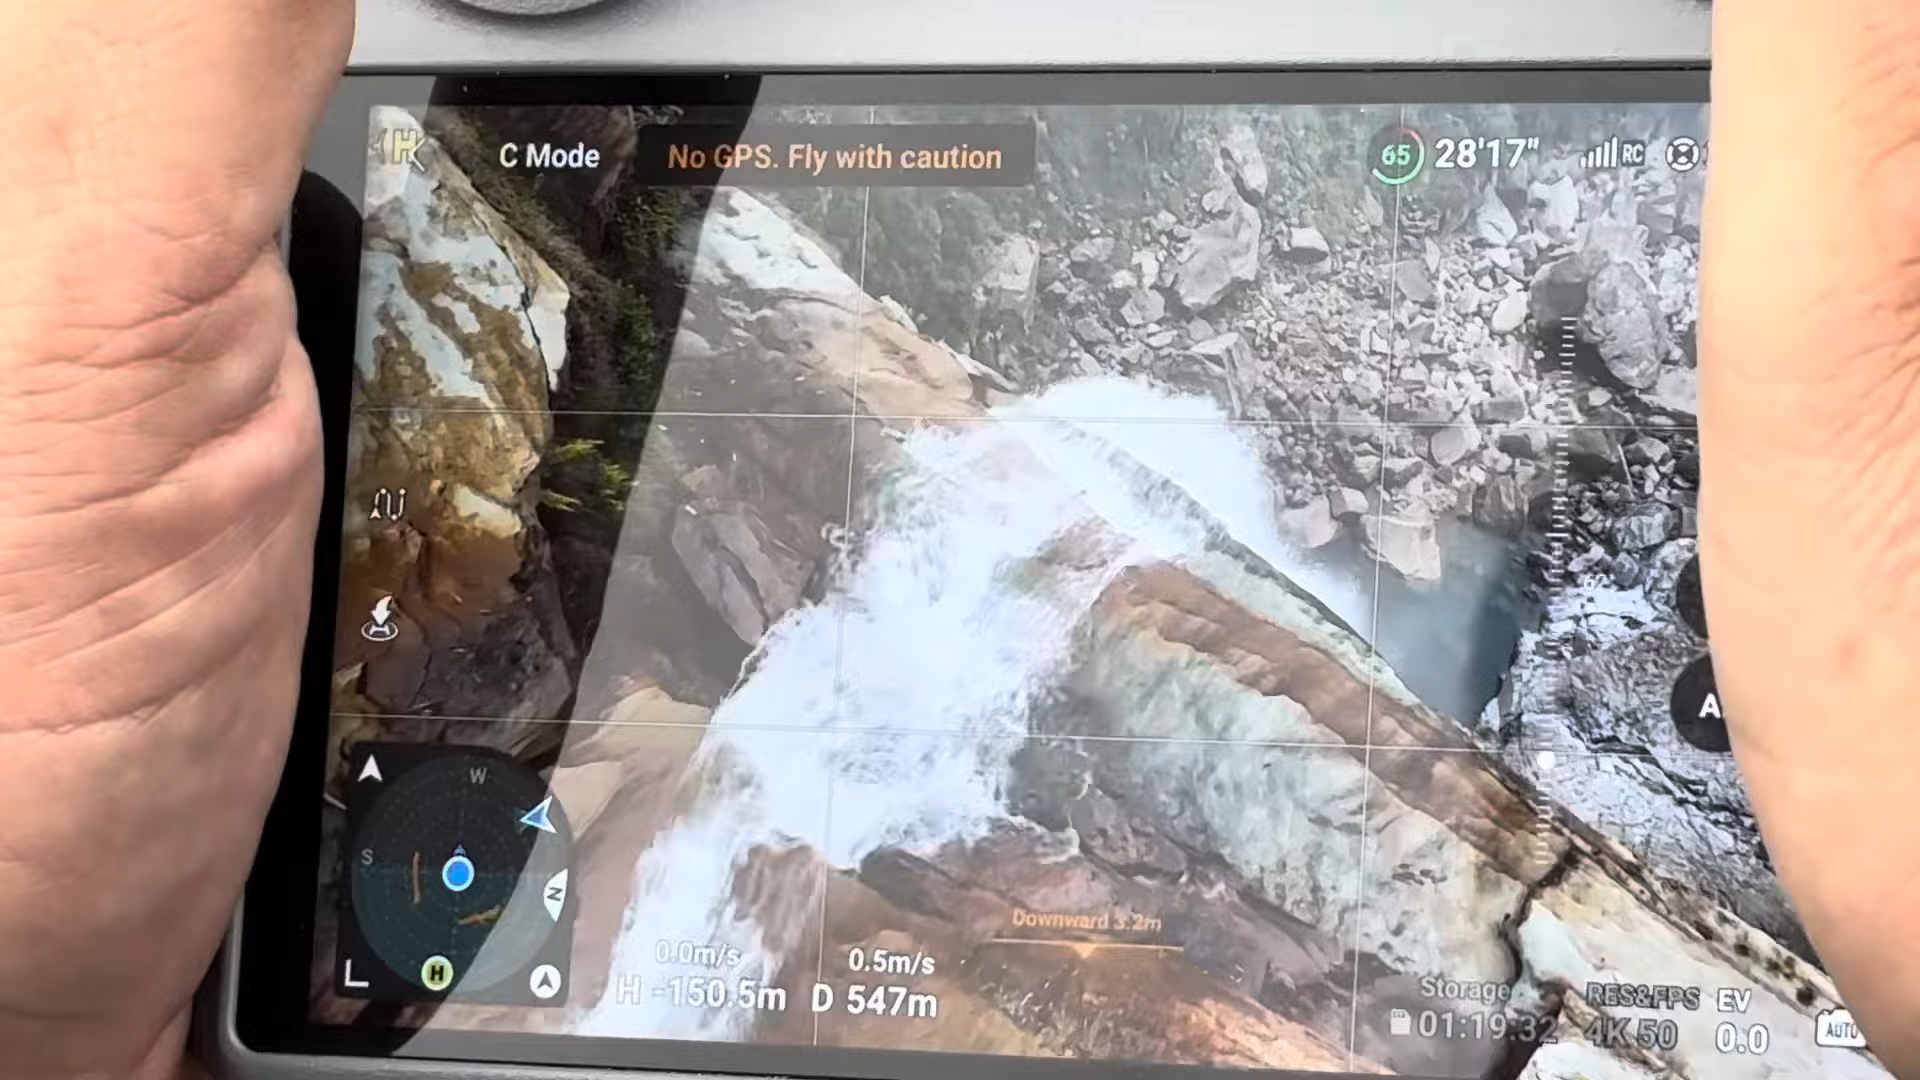 H
C Mode
No GPS. Fly with caution
65
28'17"
RC
62°
A
W
S
N
H
Downward 3.2m
0.0m/s
0.5m/s
H -150.5m
D 547m
Storage
01:19:32
RES&FPS
4K 50
EV
0.0
AUTO